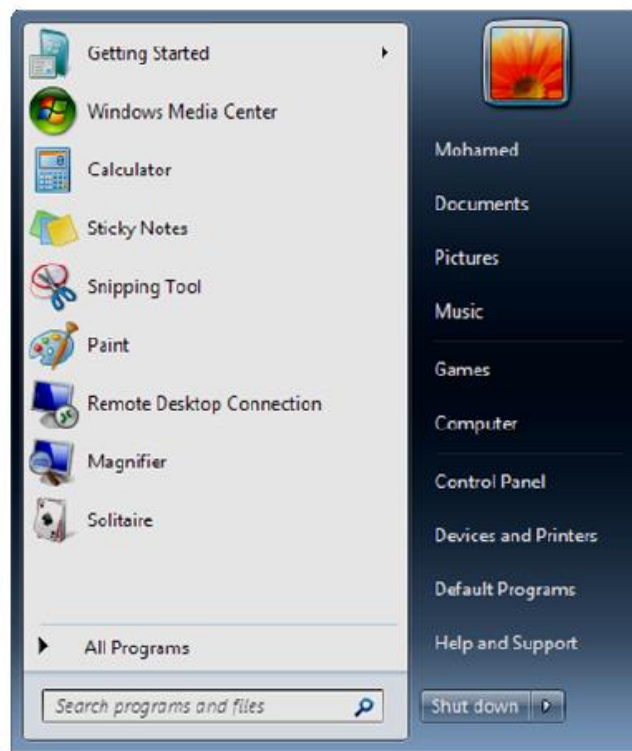 Getting Started
Windows Media Center
Calculator
Sticky Notes
Snipping Tool
Paint
Remote Desktop Connection
Magnifier
Solitaire
All Programs
Search programs and files
Mohamed
Documents
Pictures
Music
Games
Computer
Control Panel
Devices and Printers
Default Programs
Help and Support
Shut down